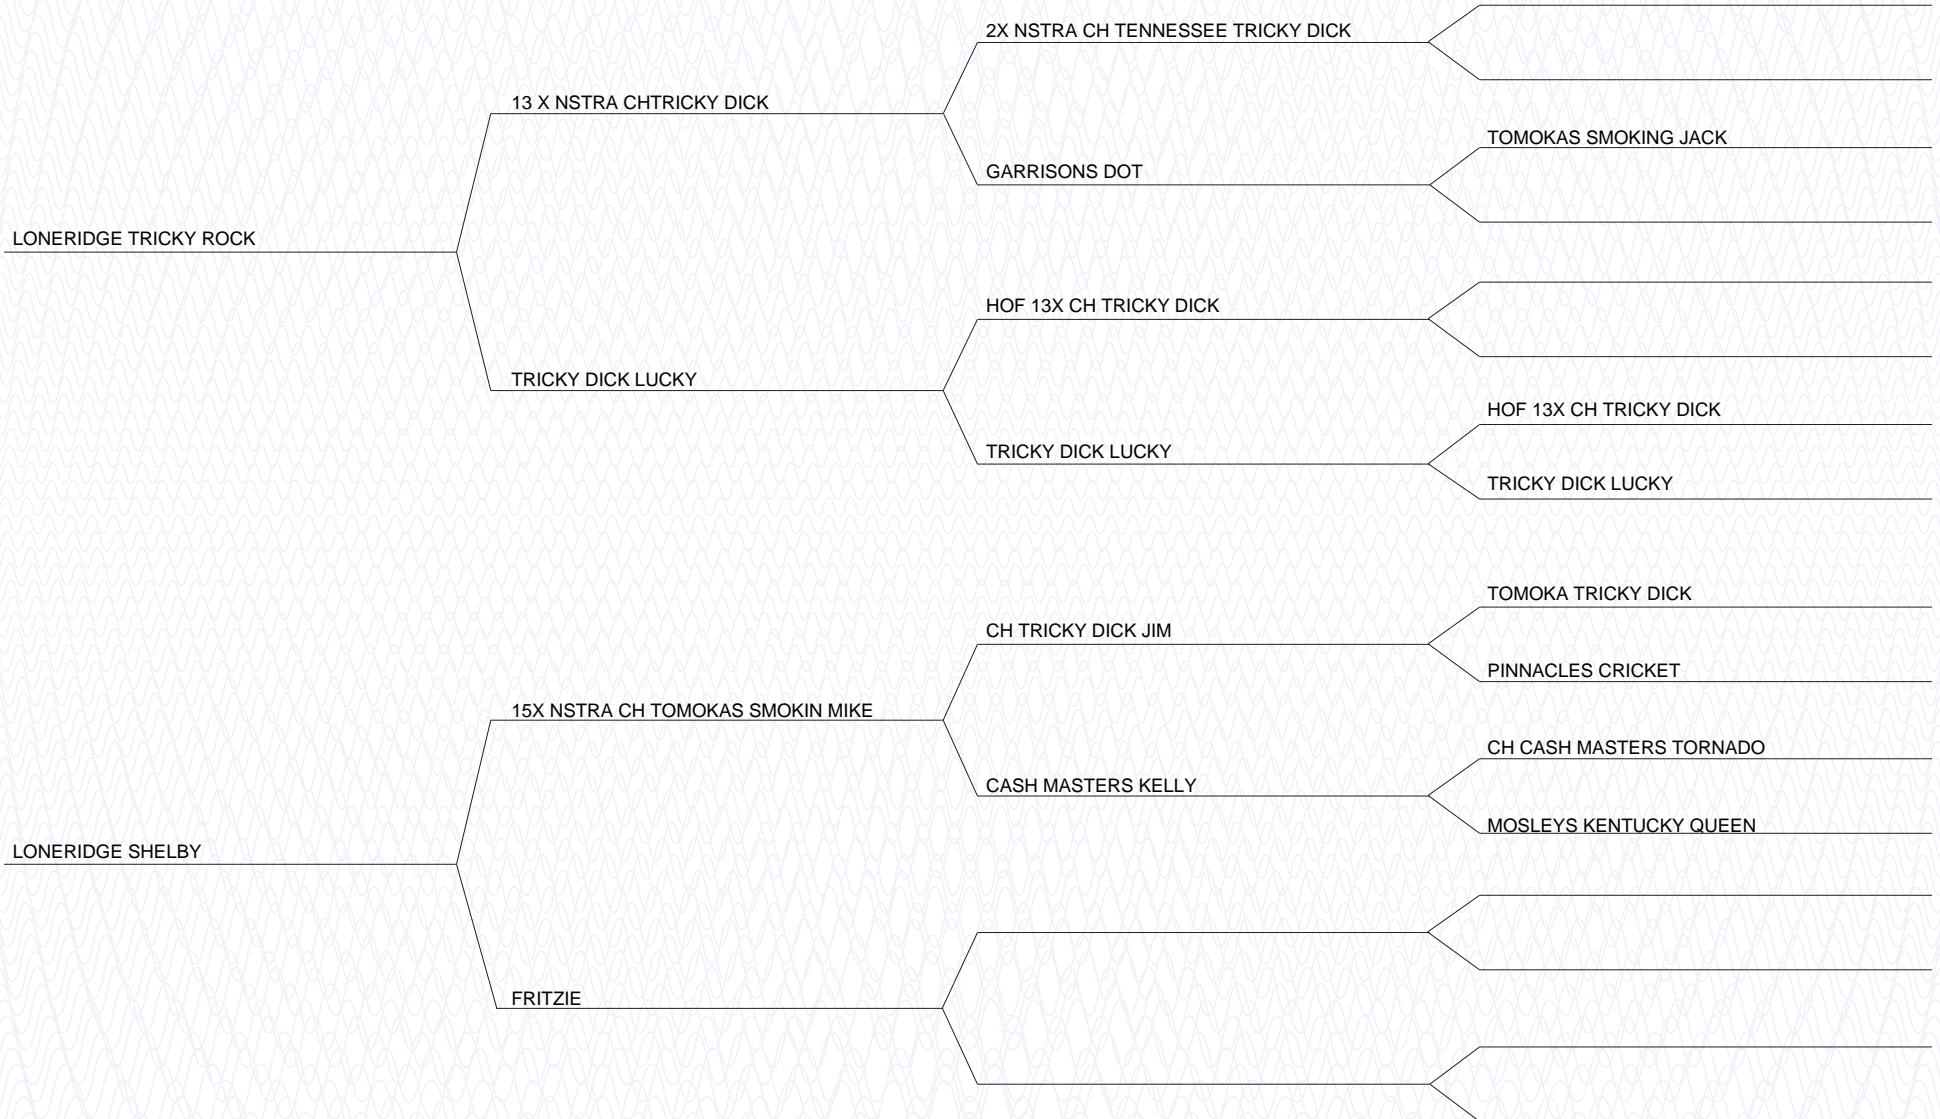 2X NSTRA CH TENNESSEE TRICKY DICK
13 X NSTRA CHTRICKY DICK
TOMOKAS SMOKING JACK
GARRISONS DOT
LONERIDGE TRICKY ROCK
HOF 13X CH TRICKY DICK
TRICKY DICK LUCKY
HOF 13X CH TRICKY DICK
TRICKY DICK LUCKY
TRICKY DICK LUCKY
TOMOKA TRICKY DICK
CH TRICKY DICK JIM
PINNACLES CRICKET
15X NSTRA CH TOMOKAS SMOKIN MIKE
CH CASH MASTERS TORNADO
CASH MASTERS KELLY
MOSLEYS KENTUCKY QUEEN
LONERIDGE SHELBY
FRITZIE